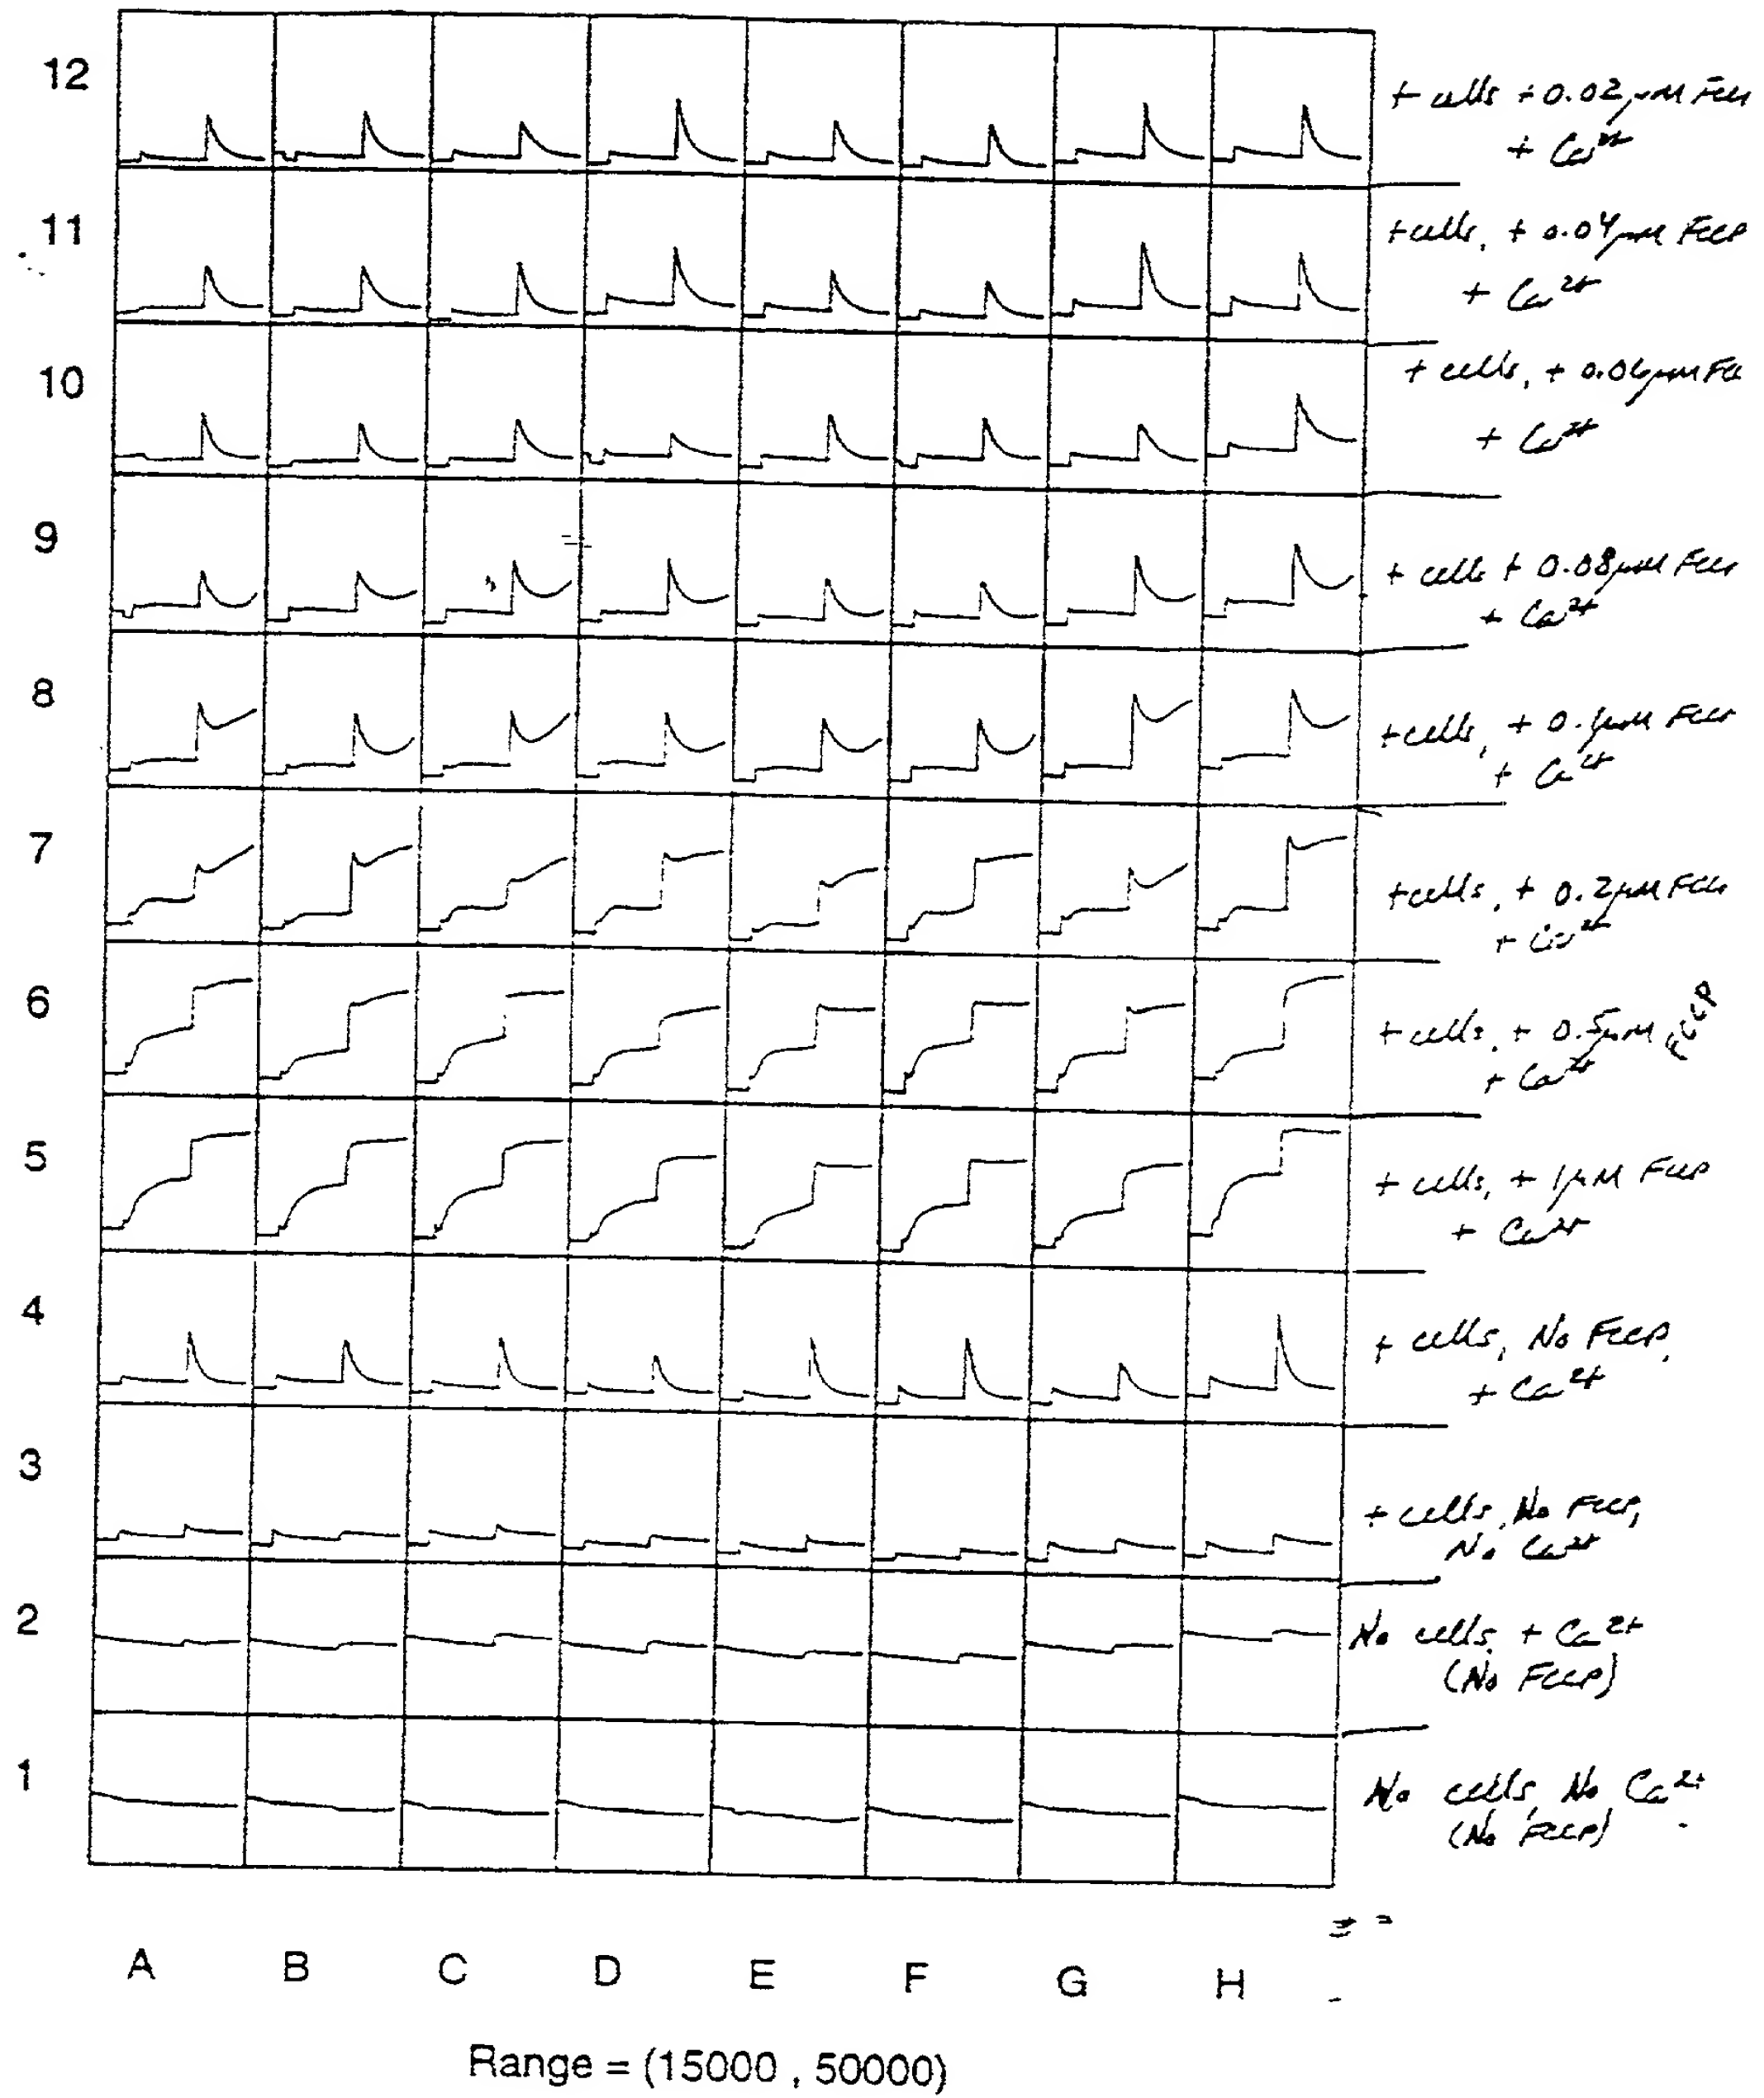 12
+ cells + 0.02 μM FCCP
+ Ca2+
11
+cells, + 0.04 μM FCCP
+ Ca2+
10
+ cells, + 0.06 μM FCC
+ Ca2+
9
+ cells + 0.08 μM FCCP
+ Ca2+
8
+cells, + 0.1 μM FCCP
+ Ca2+
7
+cells, + 0.2 μM FCCP
+ Ca2+
6
+cells, + 0.5 μM FCCP
+ Ca2+
5
+ cells, + 1 μM FCCP
+ Ca2+
4
+ cells, No FCCP,
+ Ca2+
3
+ cells, No FCCP,
No Ca2+
2
No cells, + Ca2+
(No FCCP)
1
No cells, No Ca2+
(No FCCP)
A B C D E F G H
Range = (15000 , 50000)